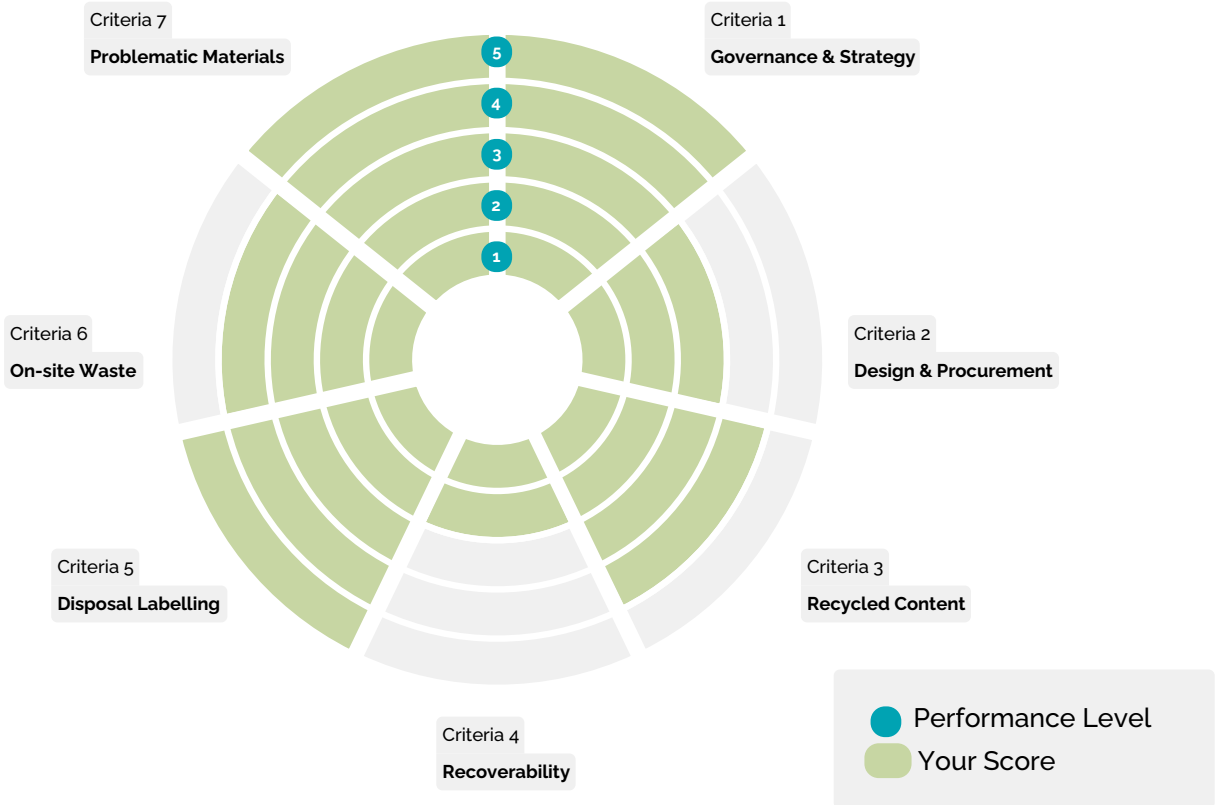 Criteria 7
Problematic Materials
Criteria 1
Governance & Strategy
5
4
3
2
1
Criteria 6
On-site Waste
Criteria 2
Design & Procurement
Criteria 5
Disposal Labelling
Criteria 3
Recycled Content
Criteria 4
Recoverability
Performance Level
Your Score